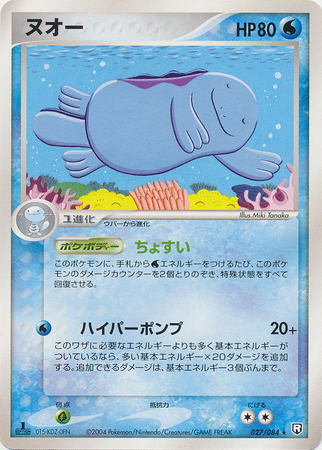 ヌオー
HP80
Illus.Miki Tanaka
1進化
ウパーから進化
ポケボディー ちょすい
このポケモンに、手札から エネルギーをつけるたび、このポケ
モンのダメージカウンターを2個とりのぞき、特殊状態をすべて
回復させる。
ハイパーポンプ 20+
このワザに必要なエネルギーよりも多く基本エネルギー
がついているなら、多い基本エネルギー×20ダメージを追加
する。追加できるダメージは、基本エネルギー3個ぶんまで。
弱点 抵抗力 にげる
1 EDITION 015-KDZ-0FN
©2004 Pokémon/Nintendo/Creatures/GAME FREAK
027/084 ★
R